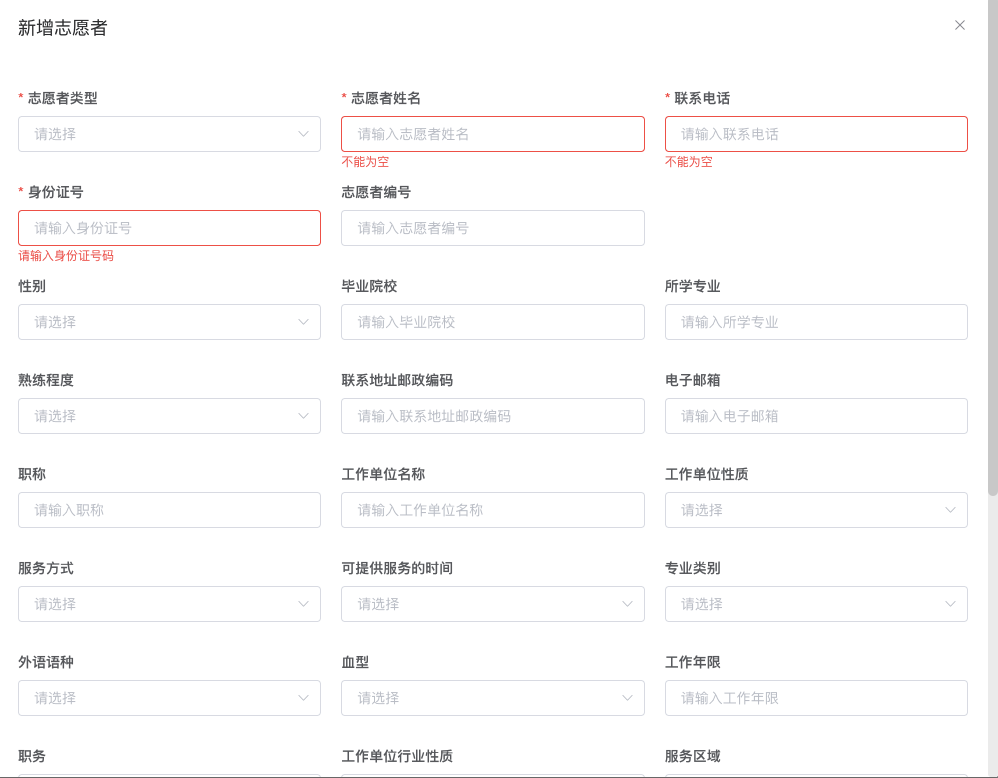 新增志愿者
* 志愿者类型
* 志愿者姓名
* 联系电话
请选择
请输入志愿者姓名
请输入联系电话
不能为空
不能为空
* 身份证号
志愿者编号
请输入身份证号
请输入志愿者编号
请输入身份证号码
性别
毕业院校
所学专业
请选择
请输入毕业院校
请输入所学专业
熟练程度
联系地址邮政编码
电子邮箱
请选择
请输入联系地址邮政编码
请输入电子邮箱
职称
工作单位名称
工作单位性质
请输入职称
请输入工作单位名称
请选择
服务方式
可提供服务的时间
专业类别
请选择
请选择
请选择
外语语种
血型
工作年限
请选择
请选择
请输入工作年限
职务
工作单位行业性质
服务区域